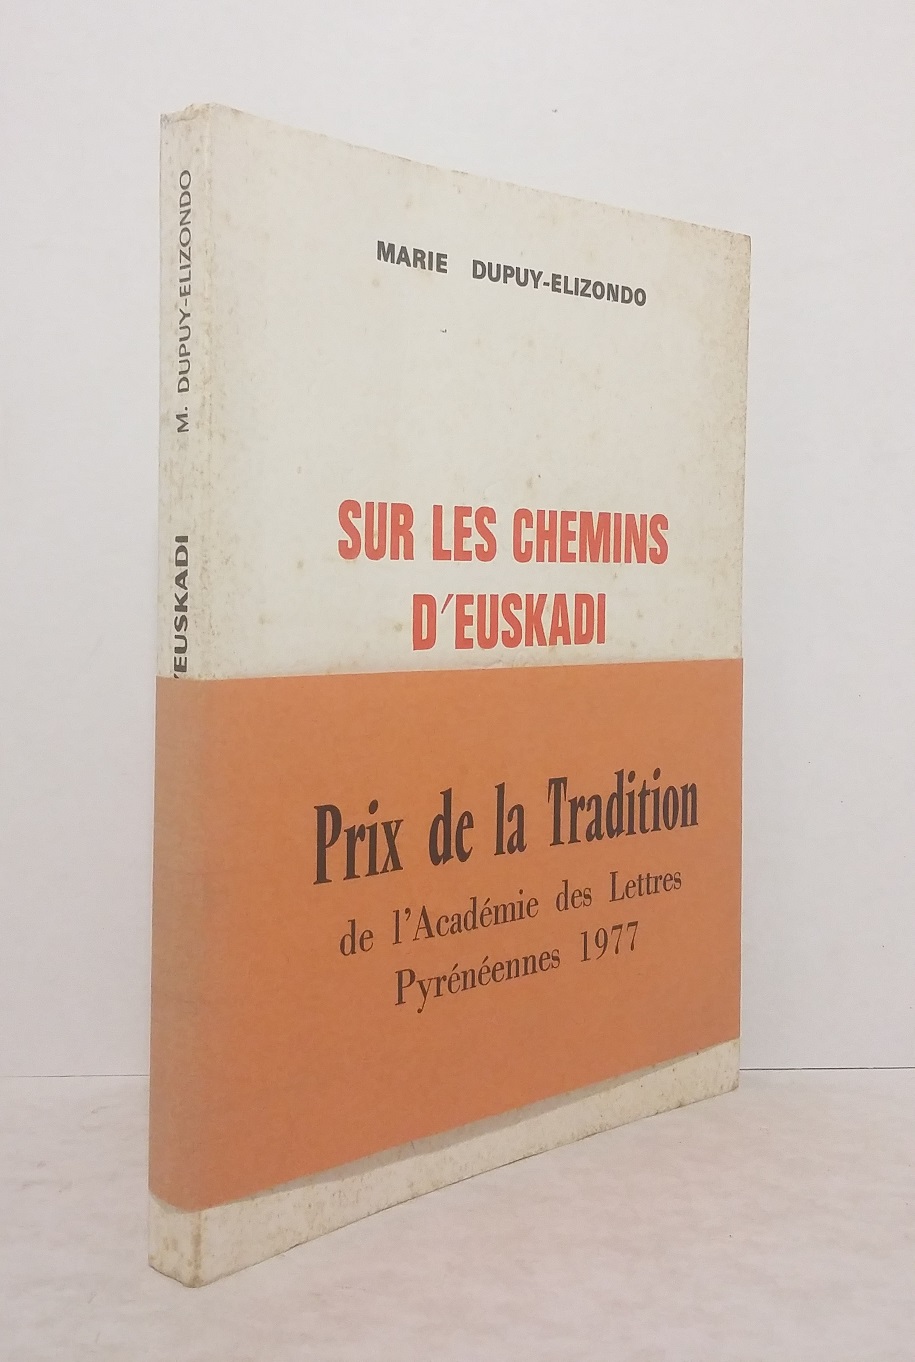 M. DUPUY-ELIZONDO
'EUSKADI
MARIE DUPUY-ELIZONDO
SUR LES CHEMINS
D'EUSKADI
Prix de la Tradition
de l'Académie des Lettres
Pyrénéennes 1977